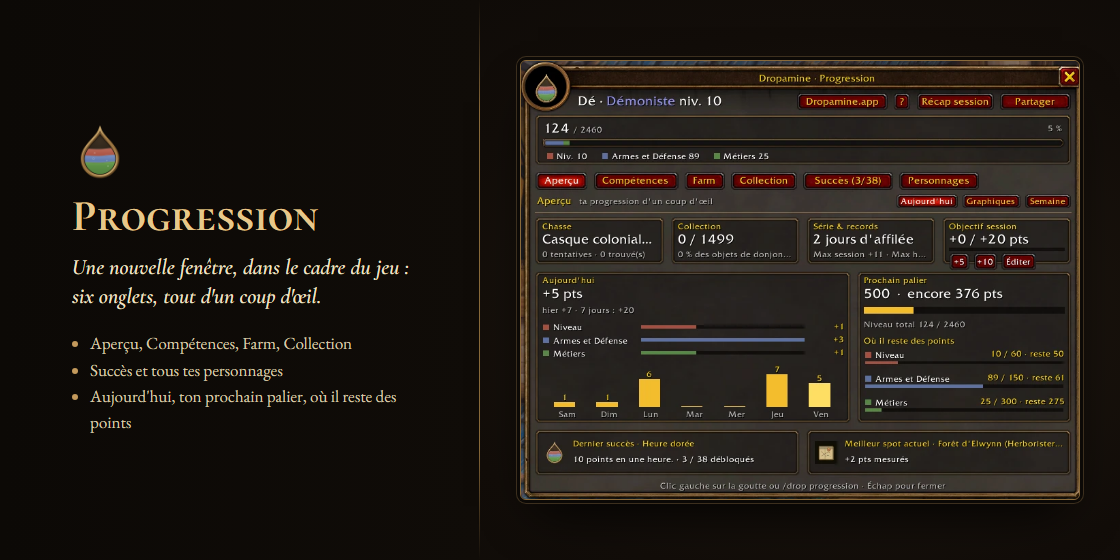 Progression
Une nouvelle fenêtre, dans le cadre du jeu :
six onglets, tout d'un coup d'œil.
Aperçu, Compétences, Farm, Collection
Succès et tous tes personnages
Aujourd'hui, ton prochain palier, où il reste des
points
Dropamine · Progression
Dé · Démoniste niv. 10
Dropamine.app
?
Récap session
Partager
124 / 2460
5 %
Niv. 10
Armes et Défense 89
Métiers 25
Aperçu
Compétences
Farm
Collection
Succès (3/38)
Personnages
Aperçu ta progression d'un coup d'œil
Aujourd'hui
Graphiques
Semaine
Chasse
Casque colonial...
0 tentatives · 0 trouvé(s)
Collection
0 / 1499
0 % des objets de donjon...
Série & records
2 jours d'affilée
Max session +11 · Max h...
Objectif session
+0 / +20 pts
+5
+10
Éditer
Aujourd'hui
+5 pts
hier +7 · 7 jours : +20
Niveau +1
Armes et Défense +3
Métiers +1
1 1 6 7 5
Sam Dim Lun Mar Mer Jeu Ven
Prochain palier
500 · encore 376 pts
Niveau total 124 / 2460
Où il reste des points
Niveau 10 / 60 · reste 50
Armes et Défense 89 / 150 · reste 61
Métiers 25 / 300 · reste 275
Dernier succès · Heure dorée
10 points en une heure. · 3 / 38 débloqués
Meilleur spot actuel · Forêt d'Elwynn (Herborister...
+2 pts mesurés
Clic gauche sur la goutte ou /drop progression · Échap pour fermer